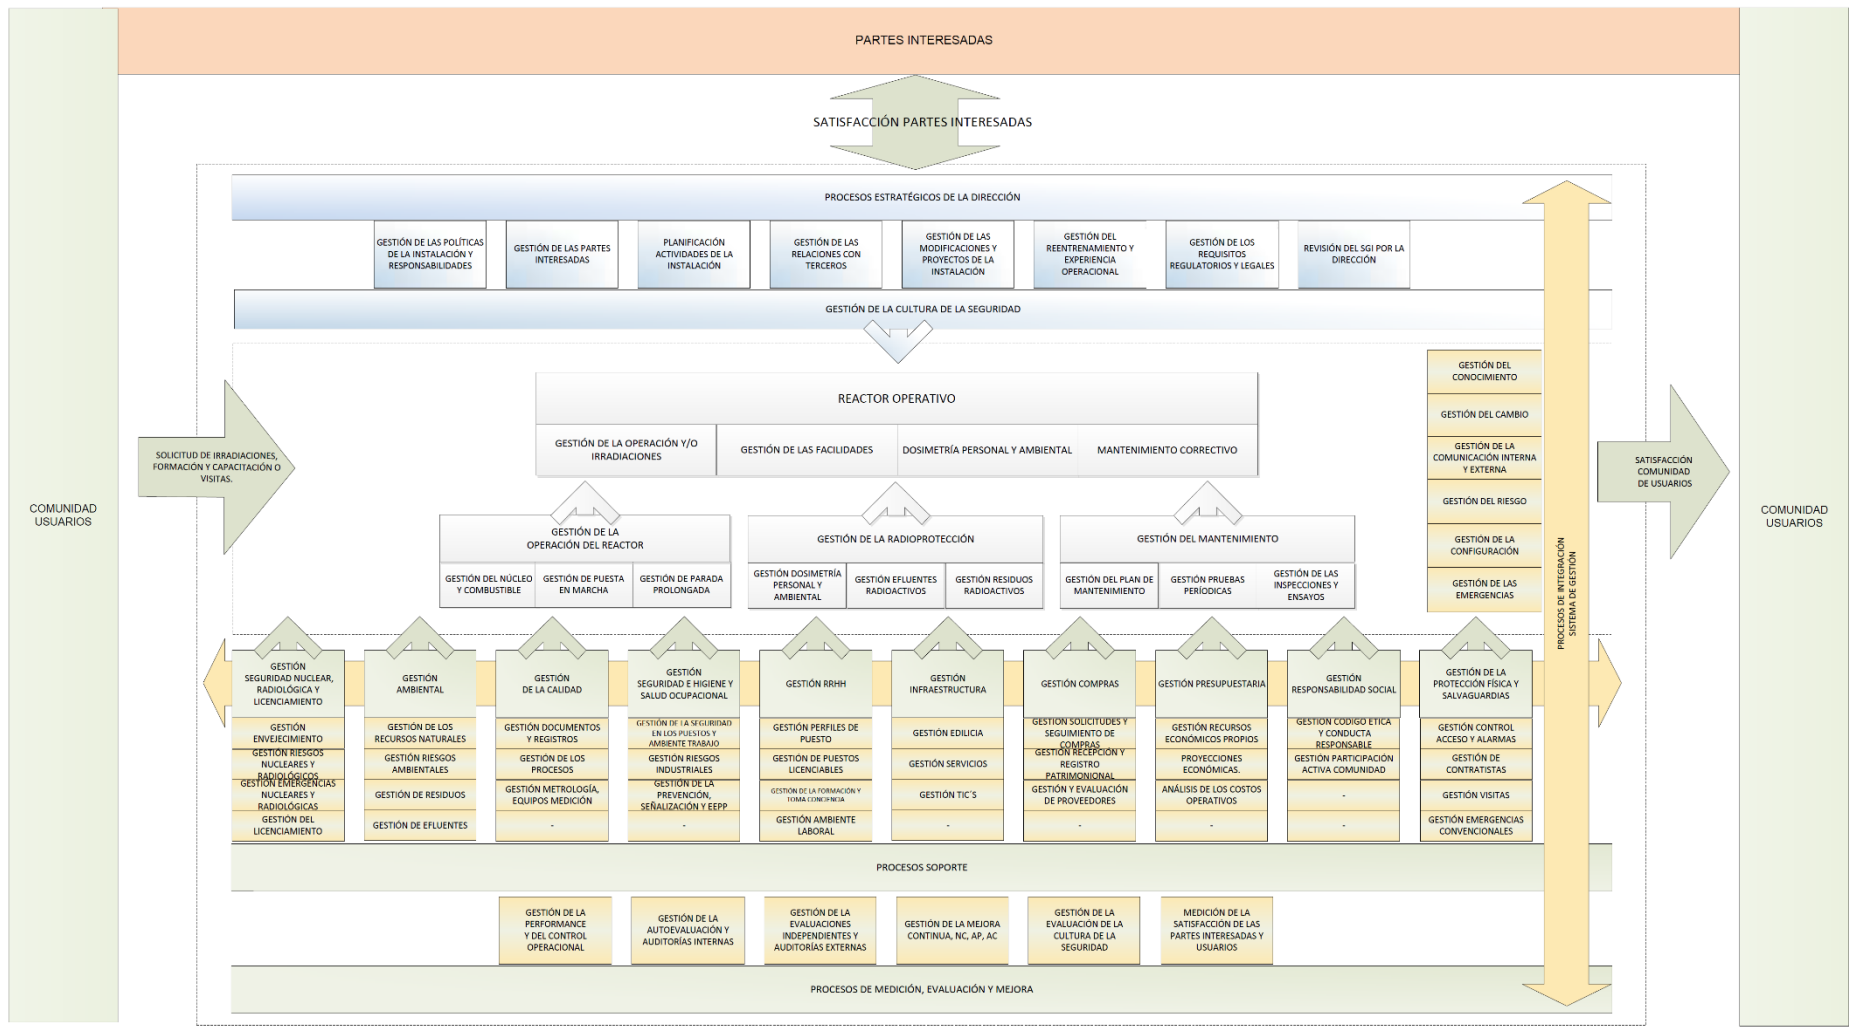 PARTES INTERESADAS
SATISFACCIÓN PARTES INTERESADAS
PROCESOS ESTRATÉGICOS DE LA DIRECCIÓN
GESTIÓN DE LAS POLÍTICAS
DE LA INSTALACIÓN Y
RESPONSABILIDADES
GESTIÓN DE LAS PARTES
INTERESADAS
PLANIFICACIÓN
ACTIVIDADES DE LA
INSTALACIÓN
GESTIÓN DE LAS
RELACIONES CON
TERCEROS
GESTIÓN DE LAS
MODIFICACIONES Y
PROYECTOS DE LA
INSTALACIÓN
GESTIÓN DEL
REENTRENAMIENTO Y
EXPERIENCIA
OPERACIONAL
GESTIÓN DE LOS
REQUISITOS
REGULATORIOS Y LEGALES
REVISIÓN DEL SGI POR LA
DIRECCIÓN
GESTIÓN DE LA CULTURA DE LA SEGURIDAD
COMUNIDAD
USUARIOS
SOLICITUD DE IRRADIACIONES,
FORMACIÓN Y CAPACITACIÓN O
VISITAS.
REACTOR OPERATIVO
GESTIÓN DE LA OPERACIÓN Y/O
IRRADIACIONES
GESTIÓN DE LAS FACILIDADES
DOSIMETRÍA PERSONAL Y AMBIENTAL
MANTENIMIENTO CORRECTIVO
GESTIÓN DE LA
OPERACIÓN DEL REACTOR
GESTIÓN DEL NÚCLEO
Y COMBUSTIBLE
GESTIÓN DE PUESTA
EN MARCHA
GESTIÓN DE PARADA
PROLONGADA
GESTIÓN DE LA RADIOPROTECCIÓN
GESTIÓN DOSIMETRÍA
PERSONAL Y
AMBIENTAL
GESTIÓN EFLUENTES
RADIOACTIVOS
GESTIÓN RESIDUOS
RADIOACTIVOS
GESTIÓN DEL MANTENIMIENTO
GESTIÓN DEL PLAN DE
MANTENIMIENTO
GESTIÓN PRUEBAS
PERÍODICAS
GESTIÓN DE LAS
INSPECCIONES Y
ENSAYOS
GESTIÓN DEL
CONOCIMIENTO
GESTIÓN DEL CAMBIO
GESTIÓN DE LA
COMUNICACIÓN INTERNA
Y EXTERNA
GESTIÓN DEL RIESGO
GESTIÓN DE LA
CONFIGURACIÓN
GESTIÓN DE LAS
EMERGENCIAS
PROCESOS DE INTEGRACIÓN
SISTEMA DE GESTIÓN
SATISFACCIÓN
COMUNIDAD
DE USUARIOS
COMUNIDAD
USUARIOS
GESTIÓN
SEGURIDAD NUCLEAR,
RADIOLÓGICA Y
LICENCIAMIENTO
GESTIÓN
ENVEJECIMIENTO
GESTIÓN RIESGOS
NUCLEARES Y
RADIOLÓGICOS
GESTIÓN EMERGENCIAS
NUCLEARES Y
RADIOLÓGICAS
GESTIÓN DEL
LICENCIAMIENTO
GESTIÓN
AMBIENTAL
GESTIÓN DE LOS
RECURSOS NATURALES
GESTIÓN RIESGOS
AMBIENTALES
GESTIÓN DE RESIDUOS
GESTIÓN DE EFLUENTES
GESTIÓN
DE LA CALIDAD
GESTIÓN DOCUMENTOS
Y REGISTROS
GESTIÓN DE LOS
PROCESOS
GESTIÓN METROLOGÍA,
EQUIPOS MEDICIÓN
-
GESTIÓN
SEGURIDAD E HIGIENE Y
SALUD OCUPACIONAL
GESTIÓN DE LA SEGURIDAD
EN LOS PUESTOS Y
AMBIENTE TRABAJO
GESTIÓN RIESGOS
INDUSTRIALES
GESTIÓN DE LA
PREVENCIÓN,
SEÑALIZACIÓN Y EEPP
-
GESTIÓN RRHH
GESTIÓN PERFILES DE
PUESTO
GESTIÓN DE PUESTOS
LICENCIABLES
GESTIÓN DE LA FORMACIÓN Y
TOMA CONCIENCIA
GESTIÓN AMBIENTE
LABORAL
GESTIÓN
INFRAESTRUCTURA
GESTIÓN EDILICIA
GESTIÓN SERVICIOS
GESTIÓN TIC´S
-
GESTIÓN COMPRAS
GESTIÓN SOLICITUDES Y
SEGUIMIENTO DE
COMPRAS
GESTIÓN RECEPCIÓN Y
REGISTRO
PATRIMONIONAL
GESTIÓN Y EVALUACIÓN
DE PROVEEDORES
-
GESTIÓN PRESUPUESTARIA
GESTIÓN RECURSOS
ECONÓMICOS PROPIOS
PROYECCIONES
ECONÓMICAS.
ANÁLISIS DE LOS COSTOS
OPERATIVOS
-
GESTIÓN
RESPONSABILIDAD SOCIAL
GESTIÓN CÓDIGO ÉTICA
Y CONDUCTA
RESPONSABLE
GESTIÓN PARTICIPACIÓN
ACTIVA COMUNIDAD
-
-
GESTIÓN DE LA
PROTECCIÓN FÍSICA Y
SALVAGUARDIAS
GESTIÓN CONTROL
ACCESO Y ALARMAS
GESTIÓN DE
CONTRATISTAS
GESTIÓN VISITAS
GESTIÓN EMERGENCIAS
CONVENCIONALES
PROCESOS SOPORTE
GESTIÓN DE LA
PERFORMANCE
Y DEL CONTROL
OPERACIONAL
GESTIÓN DE LA
AUTOEVALUACIÓN Y
AUDITORÍAS INTERNAS
GESTIÓN DE LA
EVALUACIONES
INDEPENDIENTES Y
AUDITORÍAS EXTERNAS
GESTIÓN DE LA MEJORA
CONTINUA, NC, AP, AC
GESTIÓN DE LA
EVALUACIÓN DE LA
CULTURA DE LA
SEGURIDAD
MEDICIÓN DE LA
SATISFACCIÓN DE LAS
PARTES INTERESADAS Y
USUARIOS
PROCESOS DE MEDICIÓN, EVALUACIÓN Y MEJORA